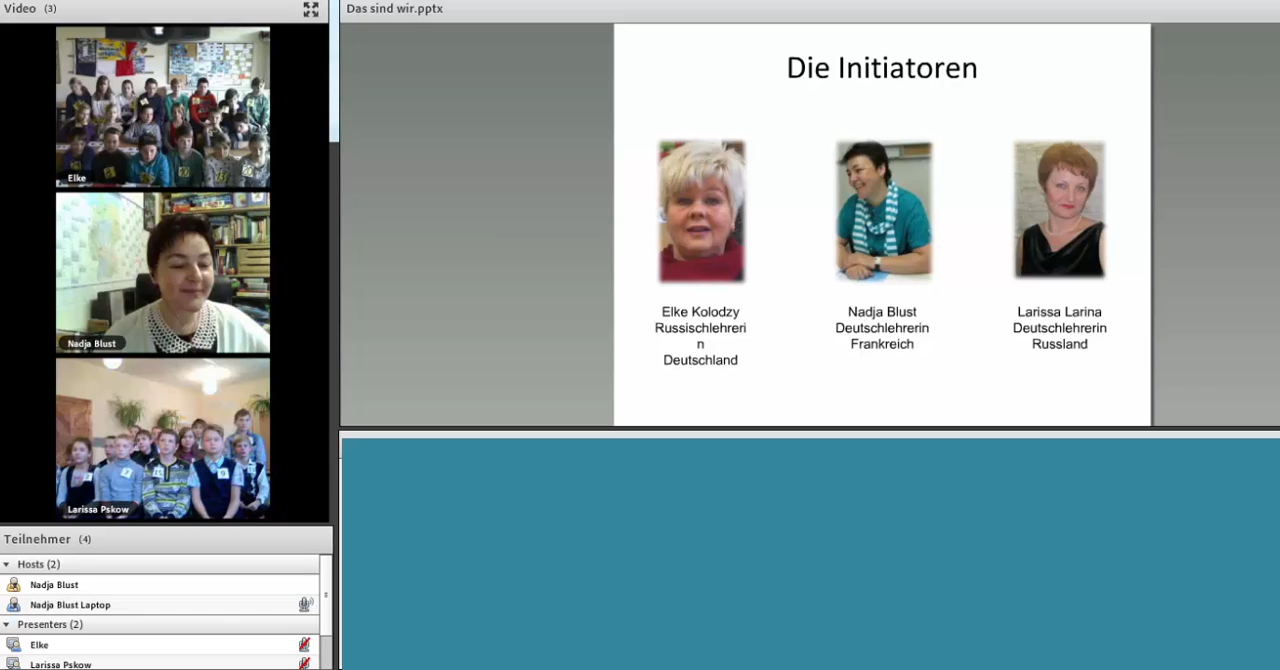 Video (3)
Elke
Nadja Blust
Larissa Pskow
Teilnehmer (4)
Hosts (2)
Nadja Blust
Nadja Blust Laptop
Presenters (2)
Elke
Larissa Pskow
Das sind wir.pptx
Die Initiatoren
Elke Kolodzy
Russischlehreri
n
Deutschland
Nadja Blust
Deutschlehrerin
Frankreich
Larissa Larina
Deutschlehrerin
Russland